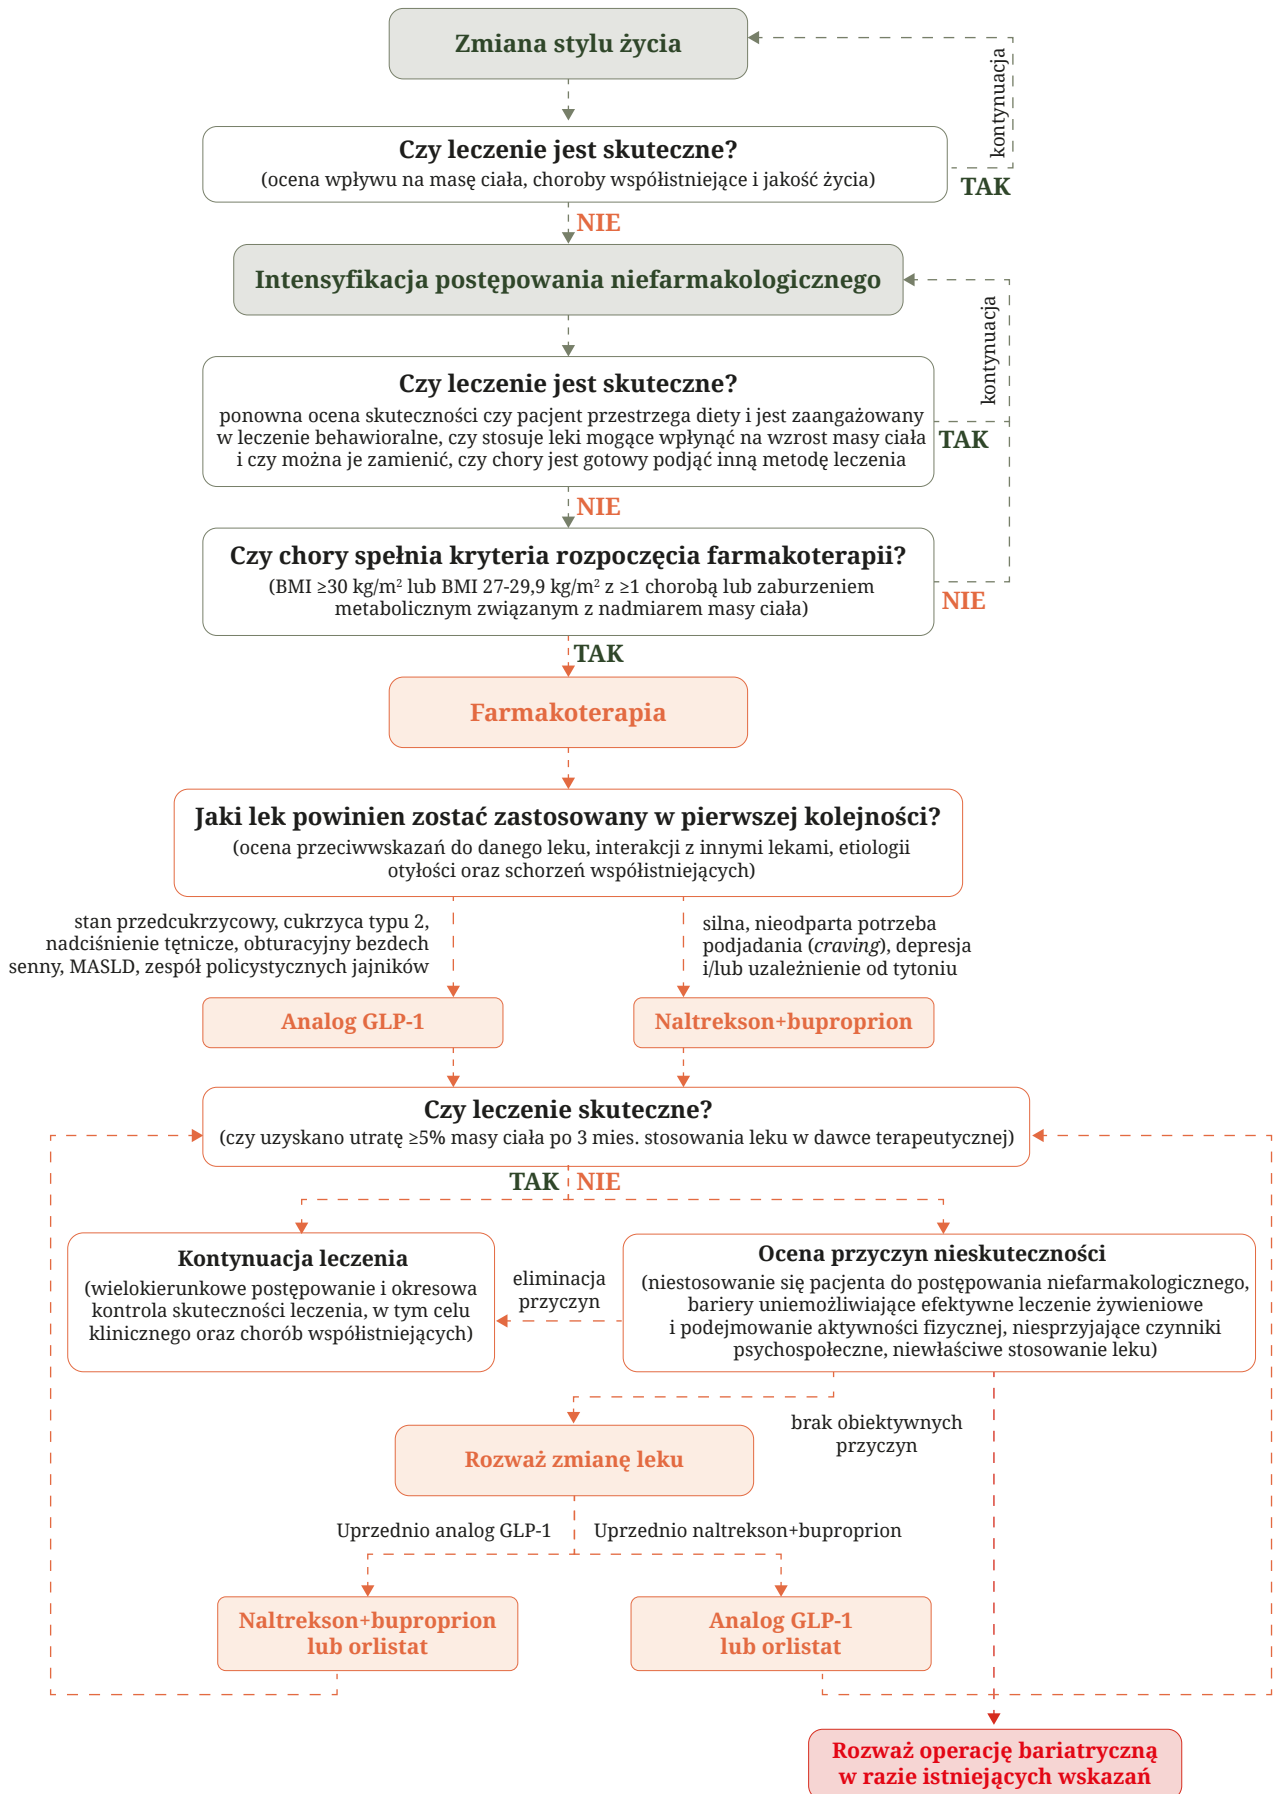 Zmiana stylu życia
kontynuacja
Czy leczenie jest skuteczne?
(ocena wpływu na masę ciała, choroby współistniejące i jakość życia)
TAK
NIE
Intensyfikacja postępowania niefarmakologicznego
kontynuacja
Czy leczenie jest skuteczne?
ponowna ocena skuteczności czy pacjent przestrzega diety i jest zaangażowany
w leczenie behawioralne, czy stosuje leki mogące wpłynąć na wzrost masy ciała
i czy można je zamienić, czy chory jest gotowy podjąć inną metodę leczenia
TAK
NIE
Czy chory spełnia kryteria rozpoczęcia farmakoterapii?
(BMI ≥30 kg/m² lub BMI 27-29,9 kg/m² z ≥1 chorobą lub zaburzeniem
metabolicznym związanym z nadmiarem masy ciała)
NIE
TAK
Farmakoterapia
Jaki lek powinien zostać zastosowany w pierwszej kolejności?
(ocena przeciwwskazań do danego leku, interakcji z innymi lekami, etiologii
otyłości oraz schorzeń współistniejących)
stan przedcukrzycowy, cukrzyca typu 2,
nadciśnienie tętnicze, obturacyjny bezdech
senny, MASLD, zespół policystycznych jajników
silna, nieodparta potrzeba
podjadania (craving), depresja
i/lub uzależnienie od tytoniu
Analog GLP-1
Naltrekson+buproprion
Czy leczenie skuteczne?
(czy uzyskano utratę ≥5% masy ciała po 3 mies. stosowania leku w dawce terapeutycznej)
TAK NIE
Kontynuacja leczenia
(wielokierunkowe postępowanie i okresowa
kontrola skuteczności leczenia, w tym celu
klinicznego oraz chorób współistniejących)
eliminacja
przyczyn
Ocena przyczyn nieskuteczności
(niestosowanie się pacjenta do postępowania niefarmakologicznego,
bariery uniemożliwiające efektywne leczenie żywieniowe
i podejmowanie aktywności fizycznej, niesprzyjające czynniki
psychospołeczne, niewłaściwe stosowanie leku)
brak obiektywnych
przyczyn
Rozważ zmianę leku
Uprzednio analog GLP-1
Uprzednio naltrekson+buproprion
Naltrekson+buproprion
lub orlistat
Analog GLP-1
lub orlistat
Rozważ operację bariatryczną
w razie istniejących wskazań